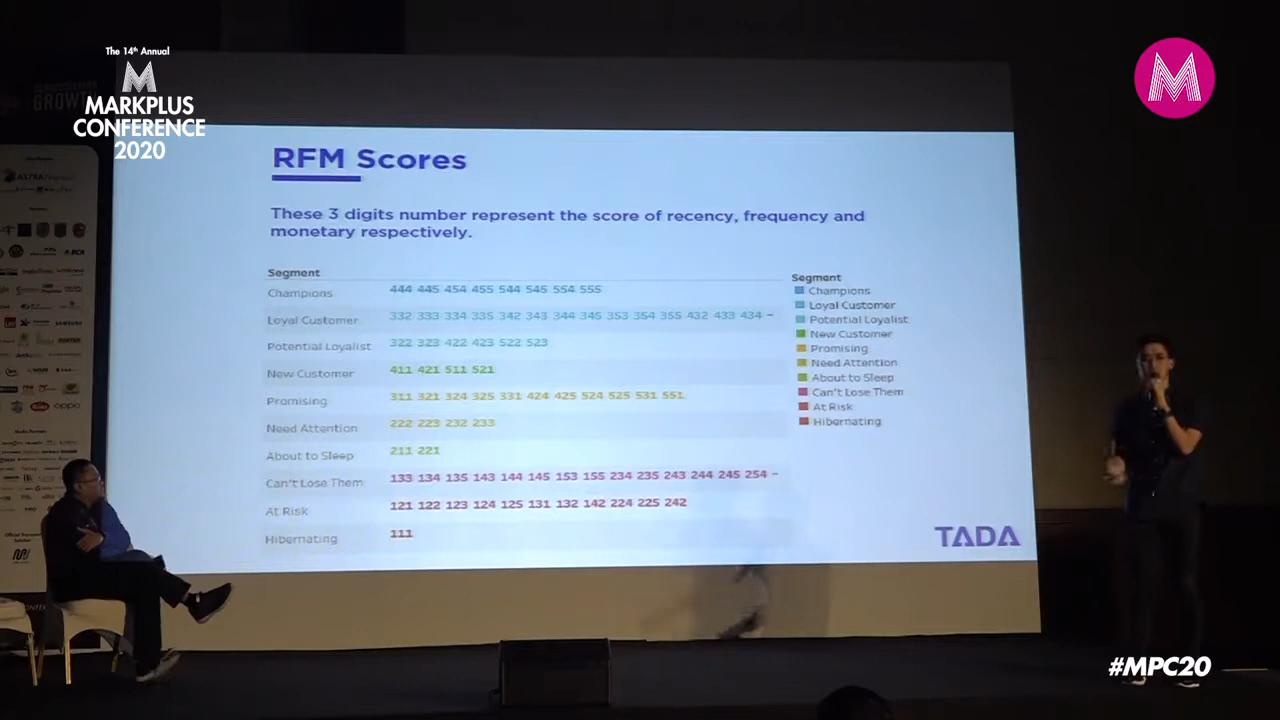 The 14th Annual
MARKPLUS
CONFERENCE
2020
GROWTH
RFM Scores
These 3 digits number represent the score of recency, frequency and
monetary respectively.
Segment
Champions 444 445 454 455 544 545 554 555
Loyal Customer 332 333 334 335 342 343 344 345 353 354 355 432 433 434 -
Potential Loyalist 322 323 422 423 522 523
New Customer 411 421 511 521
Promising 311 321 324 325 331 424 425 524 525 531 551
Need Attention 222 223 232 233
About to Sleep 211 221
Can't Lose Them 133 134 135 143 144 145 153 155 234 235 243 244 245 254 -
At Risk 121 122 123 124 125 131 132 142 224 225 242
Hibernating 111
Segment
Champions
Loyal Customer
Potential Loyalist
New Customer
Promising
Need Attention
About to Sleep
Can't Lose Them
At Risk
Hibernating
TADA
ASTRA
oppo
#MPC20